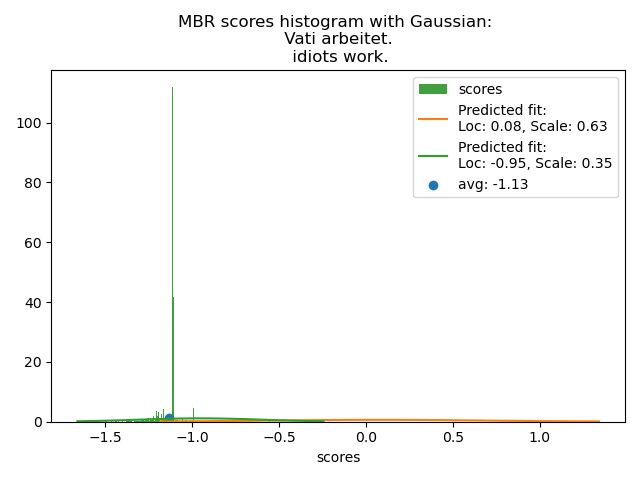 MBR scores histogram with Gaussian:
Vati arbeitet.
idiots work.
scores
Predicted fit:
Loc: 0.08, Scale: 0.63
Predicted fit:
Loc: -0.95, Scale: 0.35
avg: -1.13
100
80
60
40
20
0
−1.5 −1.0 −0.5 0.0 0.5 1.0
scores